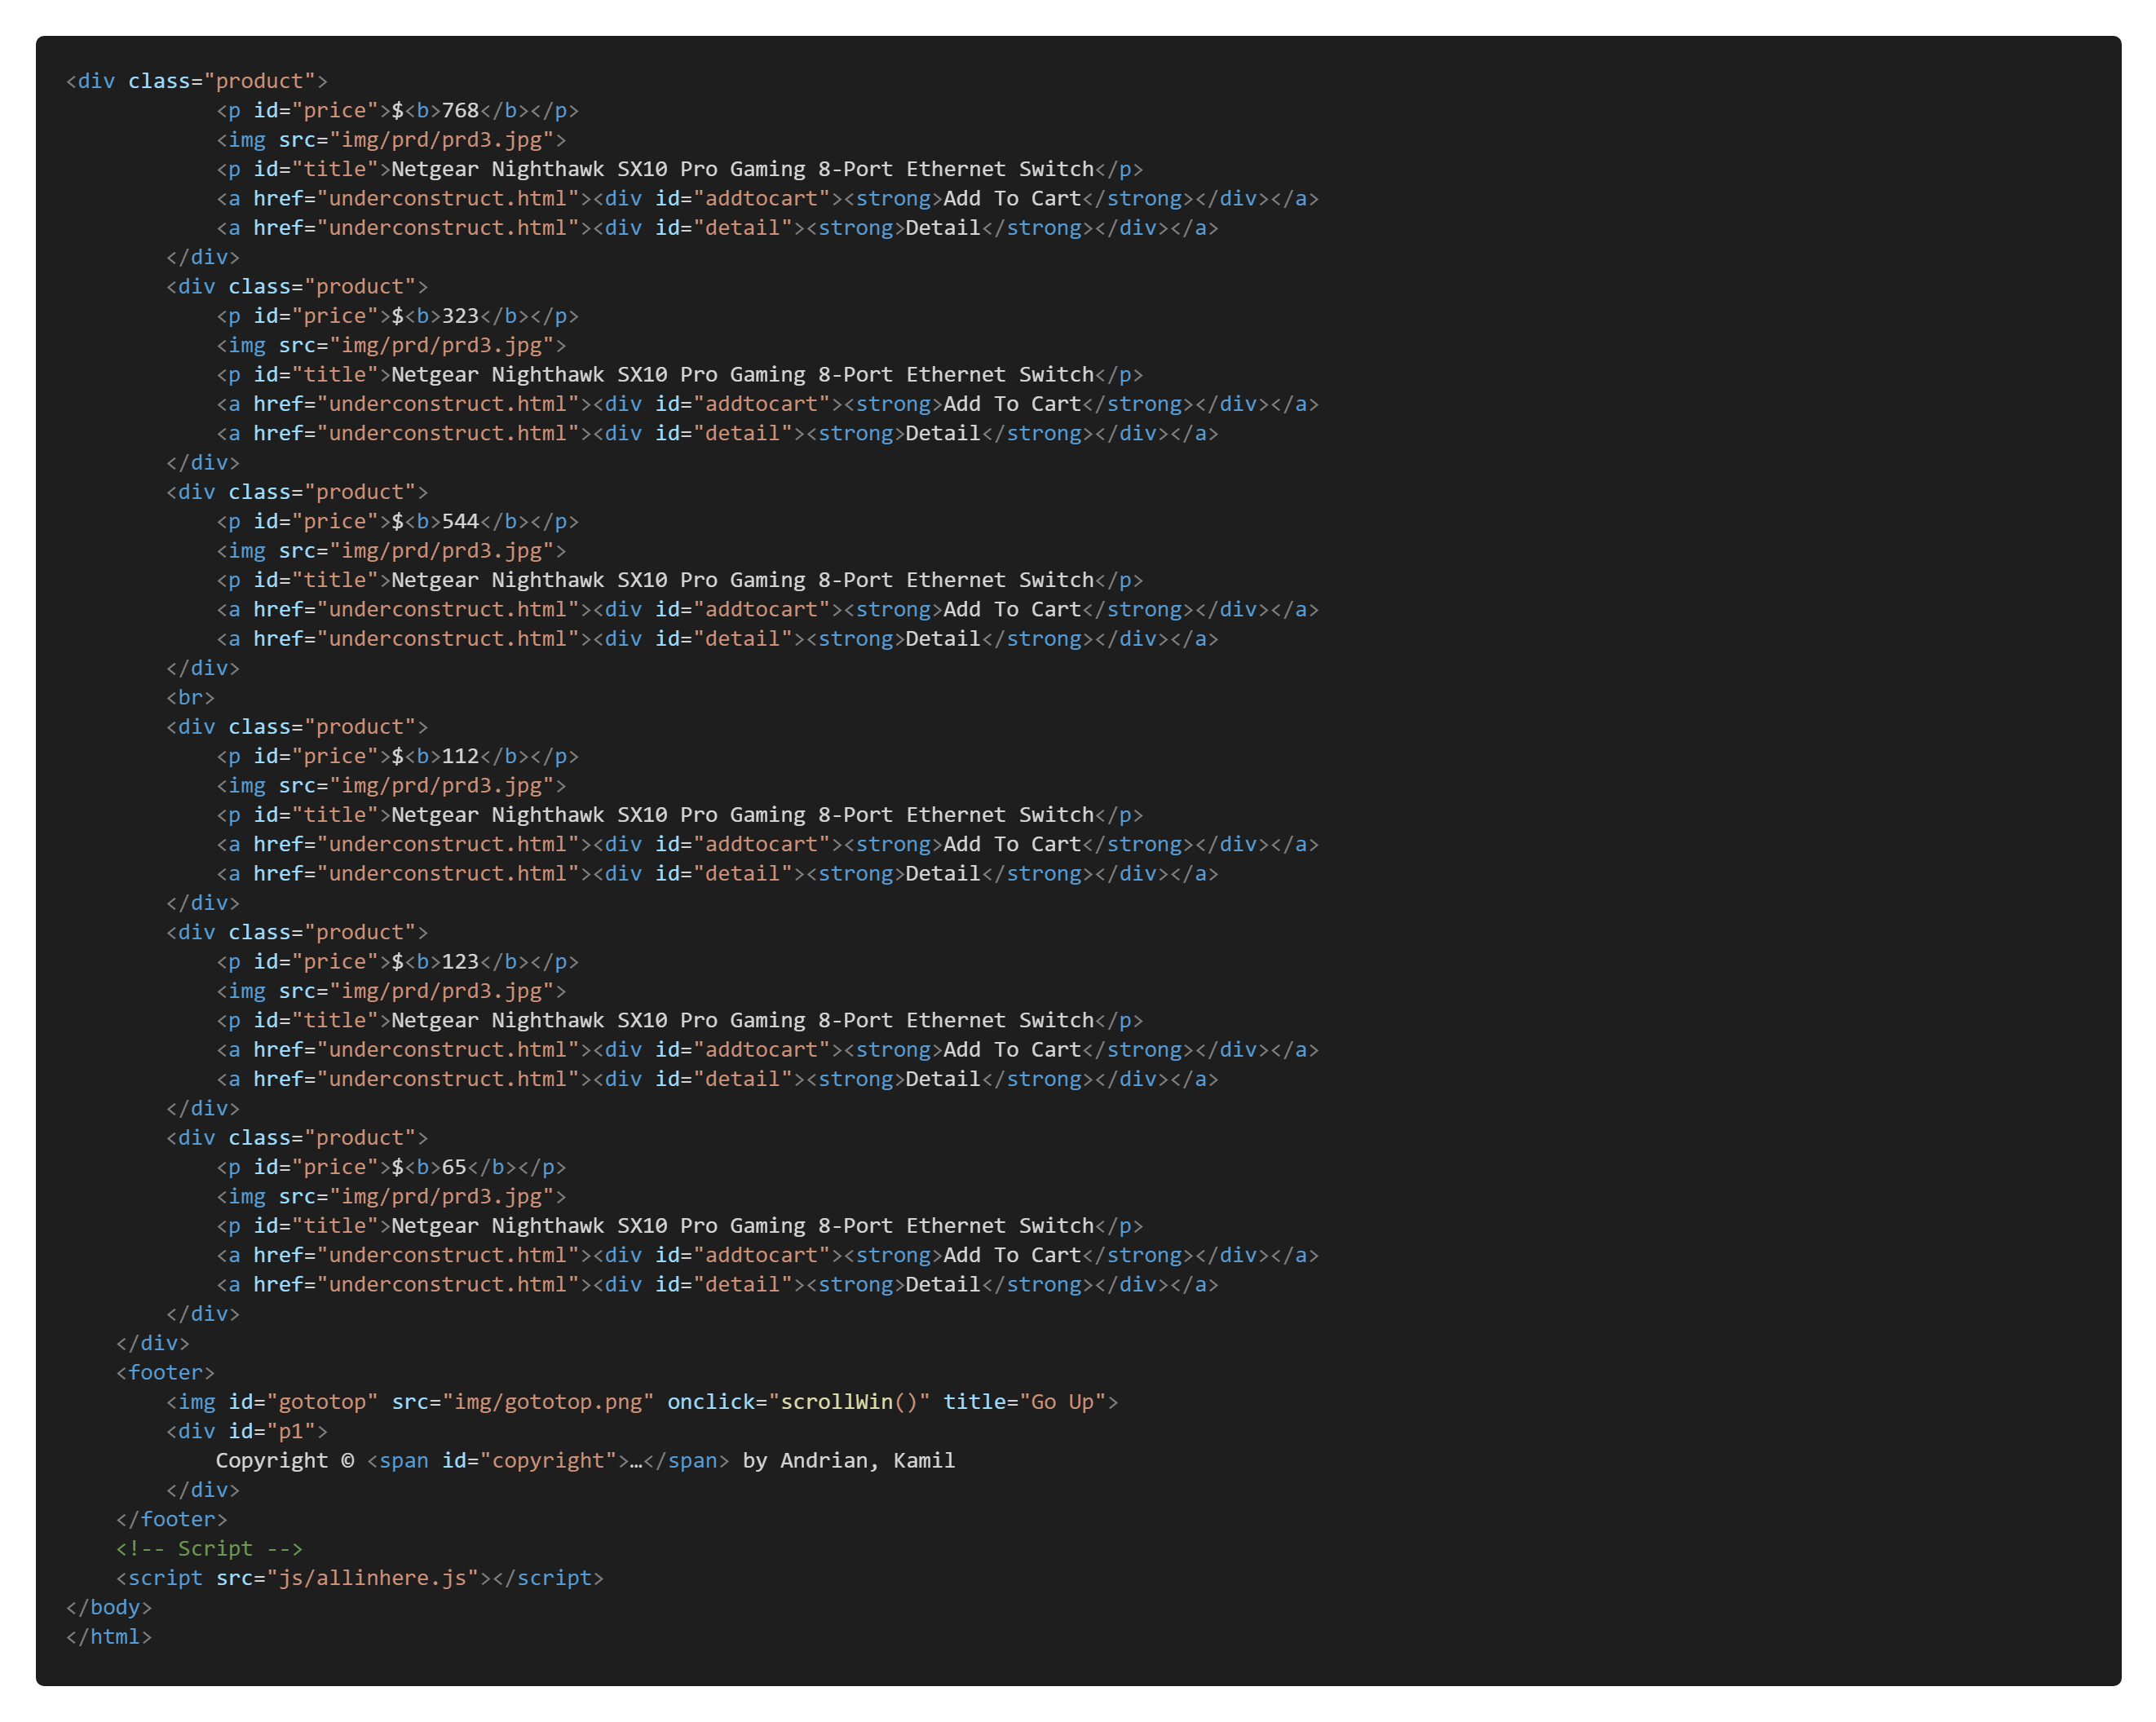 <div class="product">
            <p id="price">$<b>768</b></p>
            <img src="img/prd/prd3.jpg">
            <p id="title">Netgear Nighthawk SX10 Pro Gaming 8-Port Ethernet Switch</p>
            <a href="underconstruct.html"><div id="addtocart"><strong>Add To Cart</strong></div></a>
            <a href="underconstruct.html"><div id="detail"><strong>Detail</strong></div></a>
        </div>
        <div class="product">
            <p id="price">$<b>323</b></p>
            <img src="img/prd/prd3.jpg">
            <p id="title">Netgear Nighthawk SX10 Pro Gaming 8-Port Ethernet Switch</p>
            <a href="underconstruct.html"><div id="addtocart"><strong>Add To Cart</strong></div></a>
            <a href="underconstruct.html"><div id="detail"><strong>Detail</strong></div></a>
        </div>
        <div class="product">
            <p id="price">$<b>544</b></p>
            <img src="img/prd/prd3.jpg">
            <p id="title">Netgear Nighthawk SX10 Pro Gaming 8-Port Ethernet Switch</p>
            <a href="underconstruct.html"><div id="addtocart"><strong>Add To Cart</strong></div></a>
            <a href="underconstruct.html"><div id="detail"><strong>Detail</strong></div></a>
        </div>
        <br>
        <div class="product">
            <p id="price">$<b>112</b></p>
            <img src="img/prd/prd3.jpg">
            <p id="title">Netgear Nighthawk SX10 Pro Gaming 8-Port Ethernet Switch</p>
            <a href="underconstruct.html"><div id="addtocart"><strong>Add To Cart</strong></div></a>
            <a href="underconstruct.html"><div id="detail"><strong>Detail</strong></div></a>
        </div>
        <div class="product">
            <p id="price">$<b>123</b></p>
            <img src="img/prd/prd3.jpg">
            <p id="title">Netgear Nighthawk SX10 Pro Gaming 8-Port Ethernet Switch</p>
            <a href="underconstruct.html"><div id="addtocart"><strong>Add To Cart</strong></div></a>
            <a href="underconstruct.html"><div id="detail"><strong>Detail</strong></div></a>
        </div>
        <div class="product">
            <p id="price">$<b>65</b></p>
            <img src="img/prd/prd3.jpg">
            <p id="title">Netgear Nighthawk SX10 Pro Gaming 8-Port Ethernet Switch</p>
            <a href="underconstruct.html"><div id="addtocart"><strong>Add To Cart</strong></div></a>
            <a href="underconstruct.html"><div id="detail"><strong>Detail</strong></div></a>
        </div>
    </div>
    <footer>
        <img id="gototop" src="img/gototop.png" onclick="scrollWin()" title="Go Up">
        <div id="p1">
            Copyright © <span id="copyright">…</span> by Andrian, Kamil
        </div>
    </footer>
    <!-- Script -->
    <script src="js/allinhere.js"></script>
</body>
</html>